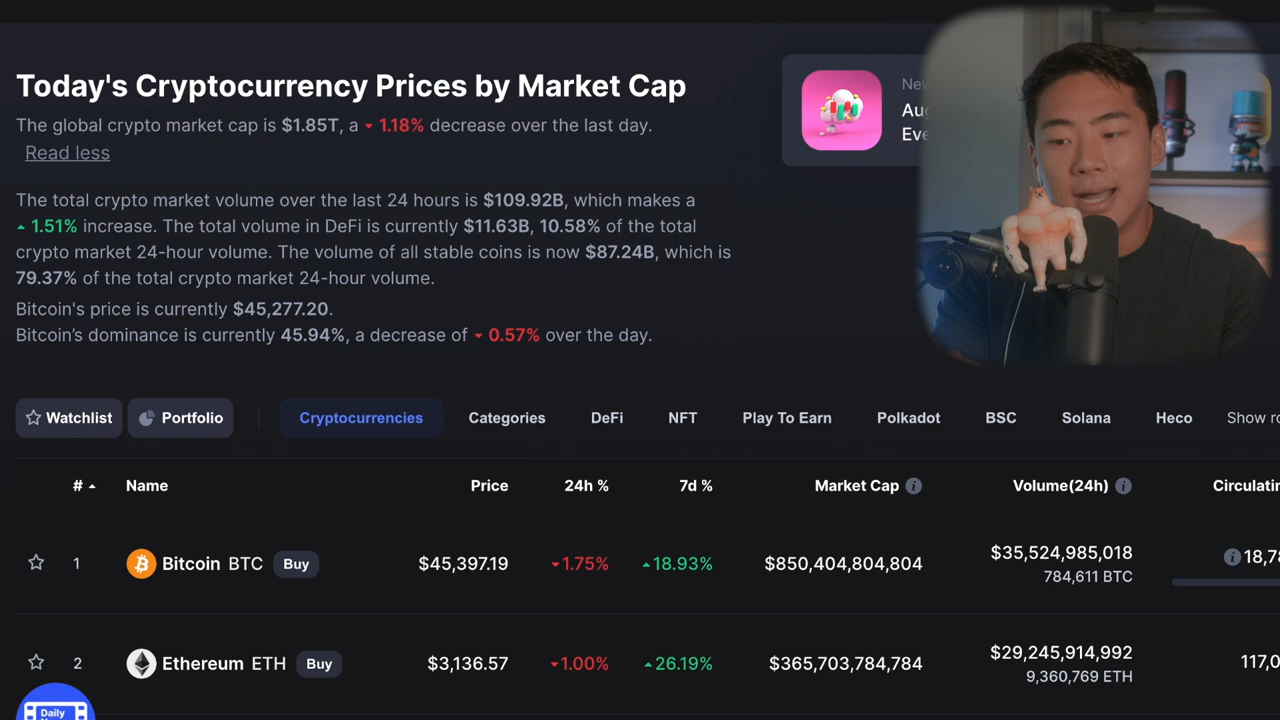 Today's Cryptocurrency Prices by Market Cap
The global crypto market cap is $1.85T, a 1.18% decrease over the last day.
Read less
The total crypto market volume over the last 24 hours is $109.92B, which makes a
1.51% increase. The total volume in DeFi is currently $11.63B, 10.58% of the total
crypto market 24-hour volume. The volume of all stable coins is now $87.24B, which is
79.37% of the total crypto market 24-hour volume.
Bitcoin's price is currently $45,277.20.
Bitcoin’s dominance is currently 45.94%, a decrease of 0.57% over the day.
Watchlist Portfolio Cryptocurrencies Categories DeFi NFT Play To Earn Polkadot BSC Solana Heco Show
# Name Price 24h % 7d % Market Cap Volume(24h)
1 Bitcoin BTC Buy $45,397.19 1.75% 18.93% $850,404,804,804 $35,524,985,018
784,611 BTC
2 Ethereum ETH Buy $3,136.57 1.00% 26.19% $365,703,784,784 $29,245,914,992
9,360,769 ETH
Daily